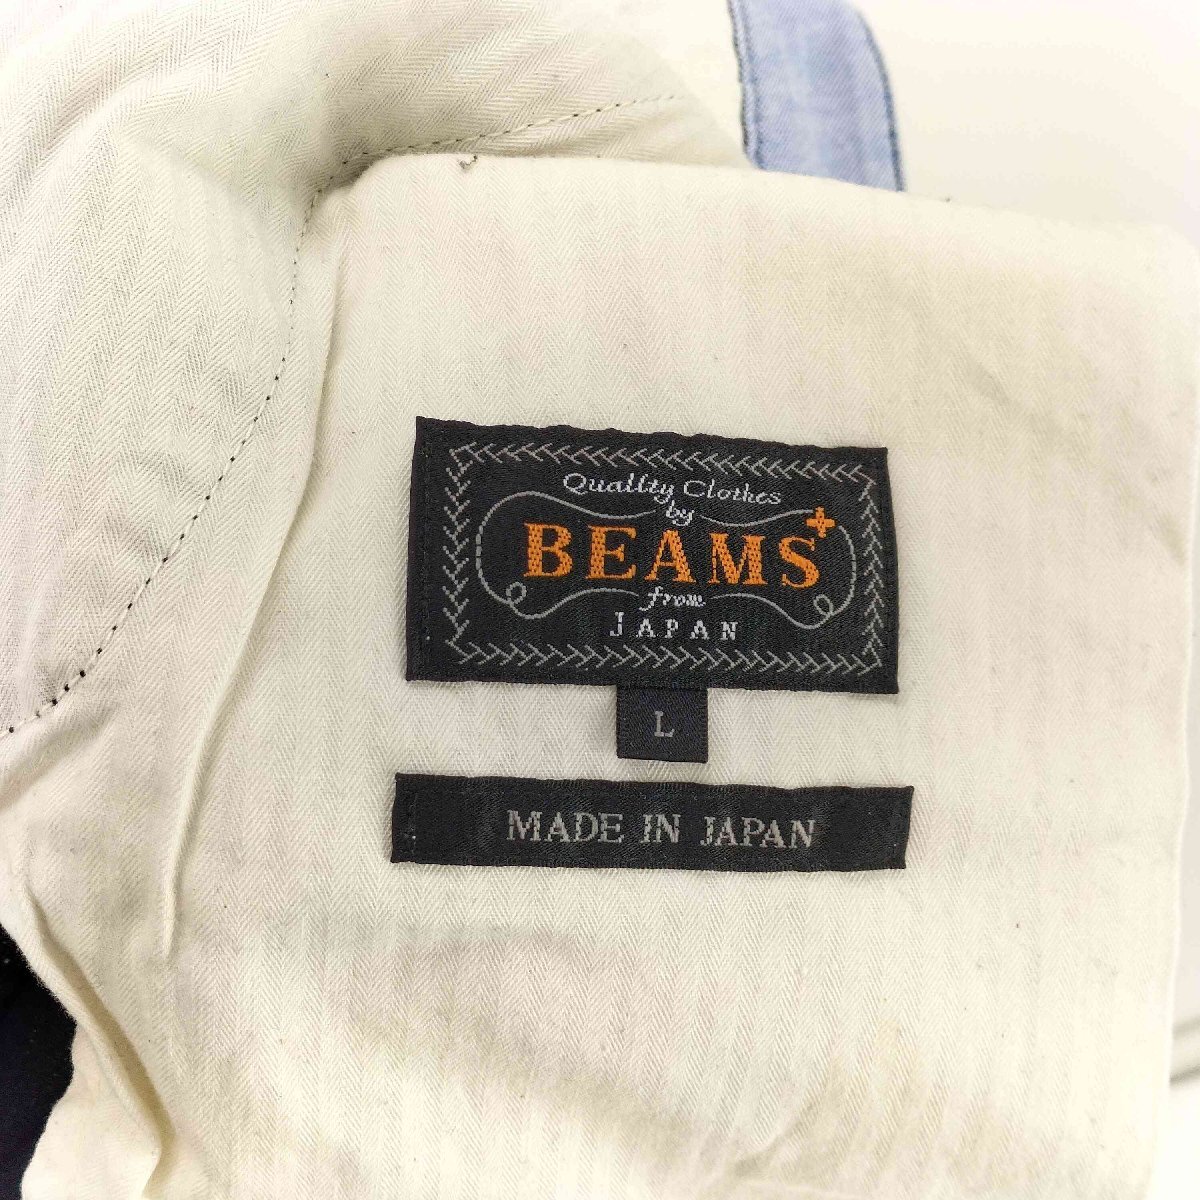 Quality Clothes
by
BEAMS+
from
JAPAN
L
MADE IN JAPAN